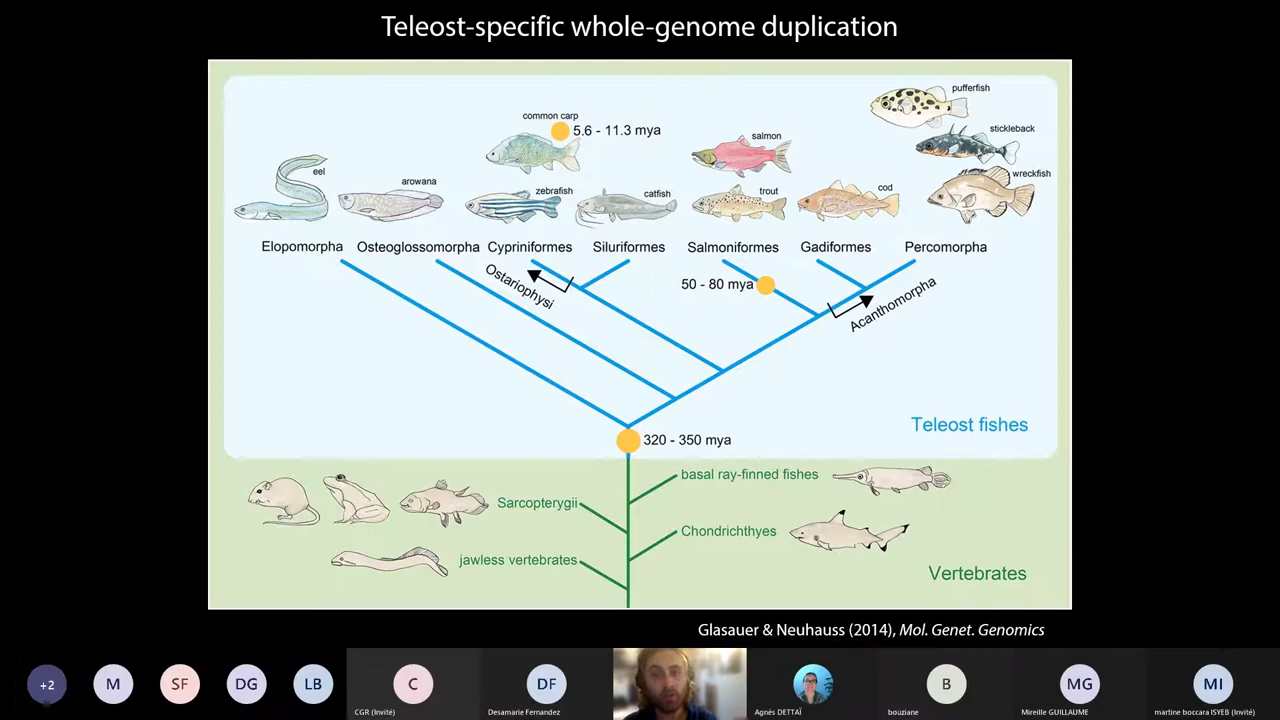 Teleost-specific whole-genome duplication
pufferfish
common carp
5.6 - 11.3 mya
stickleback
salmon
eel
wreckfish
arowana
zebrafish
catfish
trout
cod
Elopomorpha
Osteoglossomorpha
Cypriniformes
Siluriformes
Salmoniformes
Gadiformes
Percomorpha
Ostariophysi
50 - 80 mya
Acanthomorpha
Teleost fishes
320 - 350 mya
basal ray-finned fishes
Sarcopterygii
Chondrichthyes
jawless vertebrates
Vertebrates
Glasauer & Neuhauss (2014), Mol. Genet. Genomics
+2
M
SF
DG
LB
C
DF
B
MG
MI
CGR (Invité)
Desamarie Fernandez
Agnès DETTAÏ
bouziane
Mireille GUILLAUME
martine boccara ISYEB (Invité)